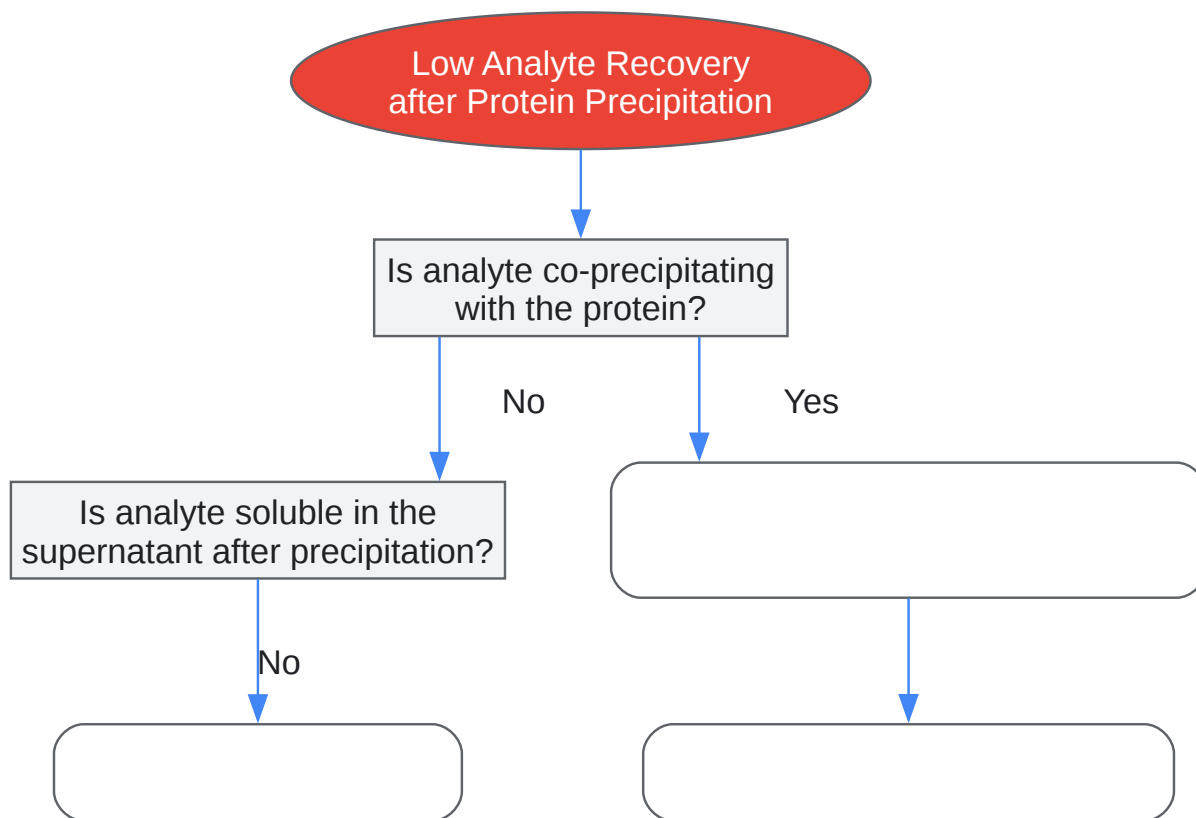 Low Analyte Recovery
after Protein Precipitation
Is analyte co-precipitating
with the protein?
No
Yes
Is analyte soluble in the
supernatant after precipitation?
No